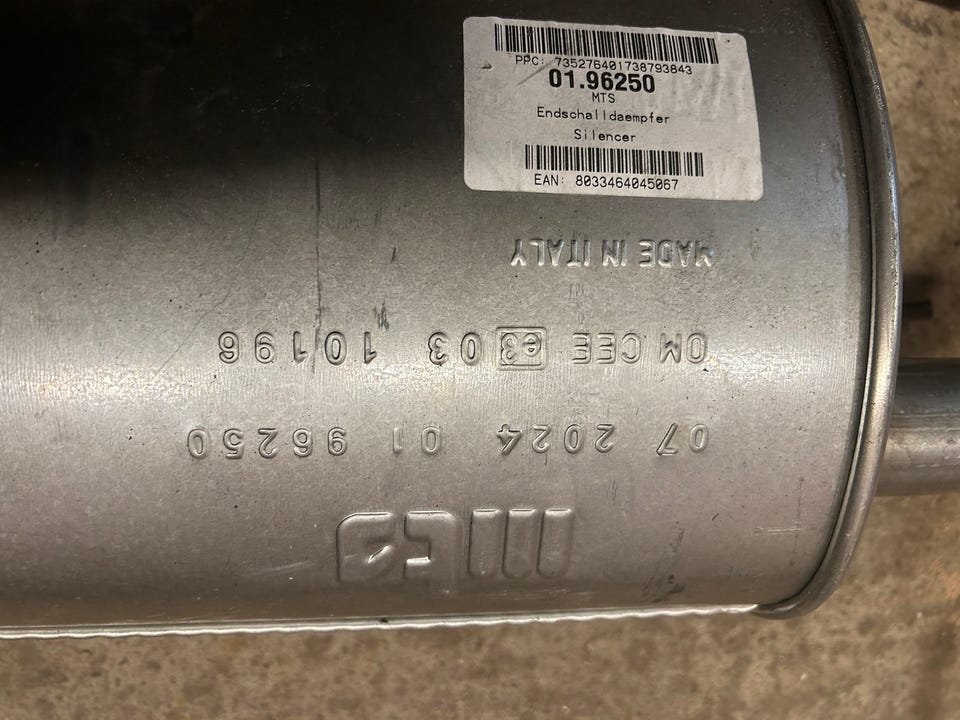 PPC: 735276401738793843
01.96250
MTS
Endschalldaempfer
Silencer
EAN: 8033464045067
MADE IN ITALY
OM CEE e3 03 10196
07 2024 01 96250
mts